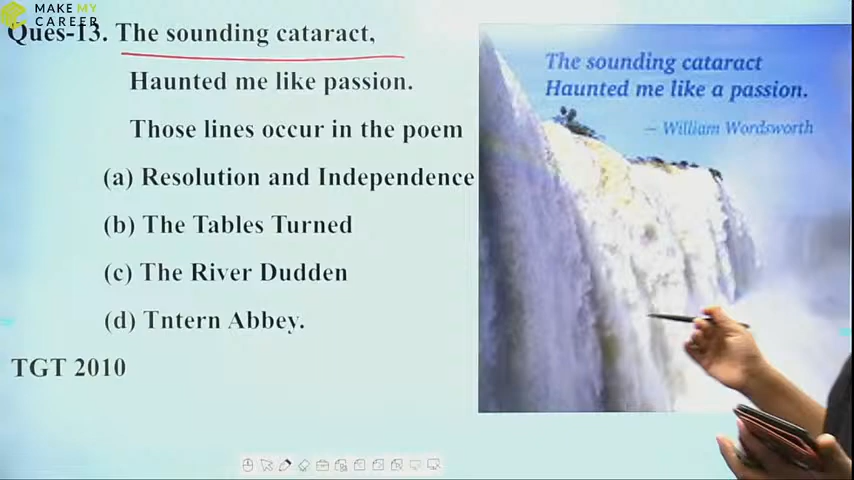 MAKE MY
CAREER
Ques-13. The sounding cataract,
Haunted me like passion.
Those lines occur in the poem
(a) Resolution and Independence
(b) The Tables Turned
(c) The River Dudden
(d) Tntern Abbey.
TGT 2010
The sounding cataract
Haunted me like a passion.
— William Wordsworth